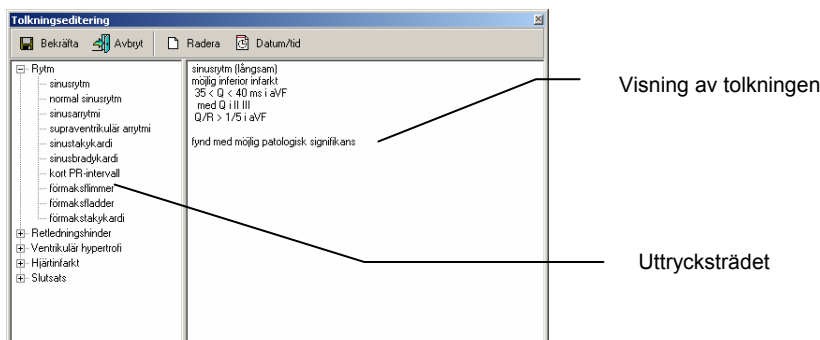 Tolkningseditering
Bekräfta Avbryt Radera Datum/tid
Rytm
sinusrytm
normal sinusrytm
sinusarrytmi
supraventrikulär arrytmi
sinustakykardi
sinusbradykardi
kort PR-intervall
förmaksflimmer
förmaksfladder
förmakstakykardi
Retledningshinder
Ventrikulär hypertrofi
Hjärtinfarkt
Slutsats
sinusrytm (långsam)
möjlig inferior infarkt
35 < Q < 40 ms i aVF
med Q i II III
Q/R > 1/5 i aVF
fynd med möjlig patologisk signifikans
Visning av tolkningen
Uttrycksträdet